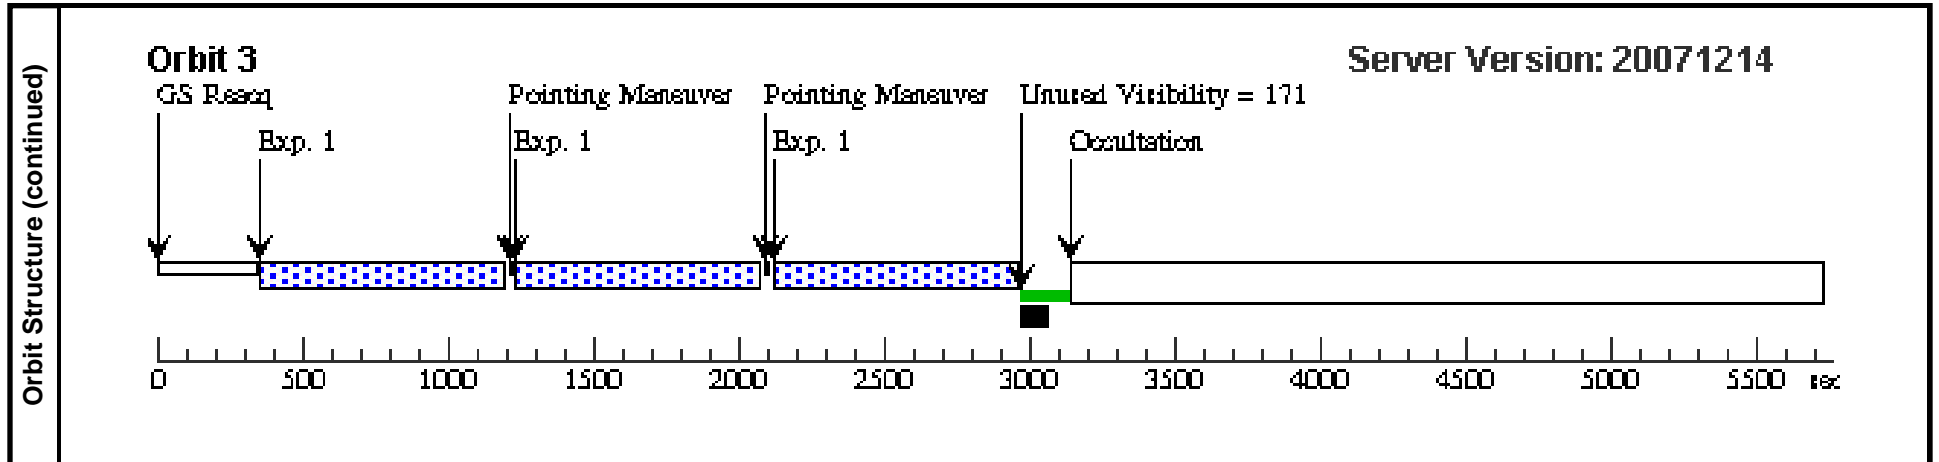 Orbit Structure (continued)
Orbit 3
Server Version: 20071214
GS Reacq
Pointing Maneuver
Pointing Maneuver
Unused Visibility = 171
Exp. 1
Exp. 1
Exp. 1
Occultation
0 500 1000 1500 2000 2500 3000 3500 4000 4500 5000 5500 sec